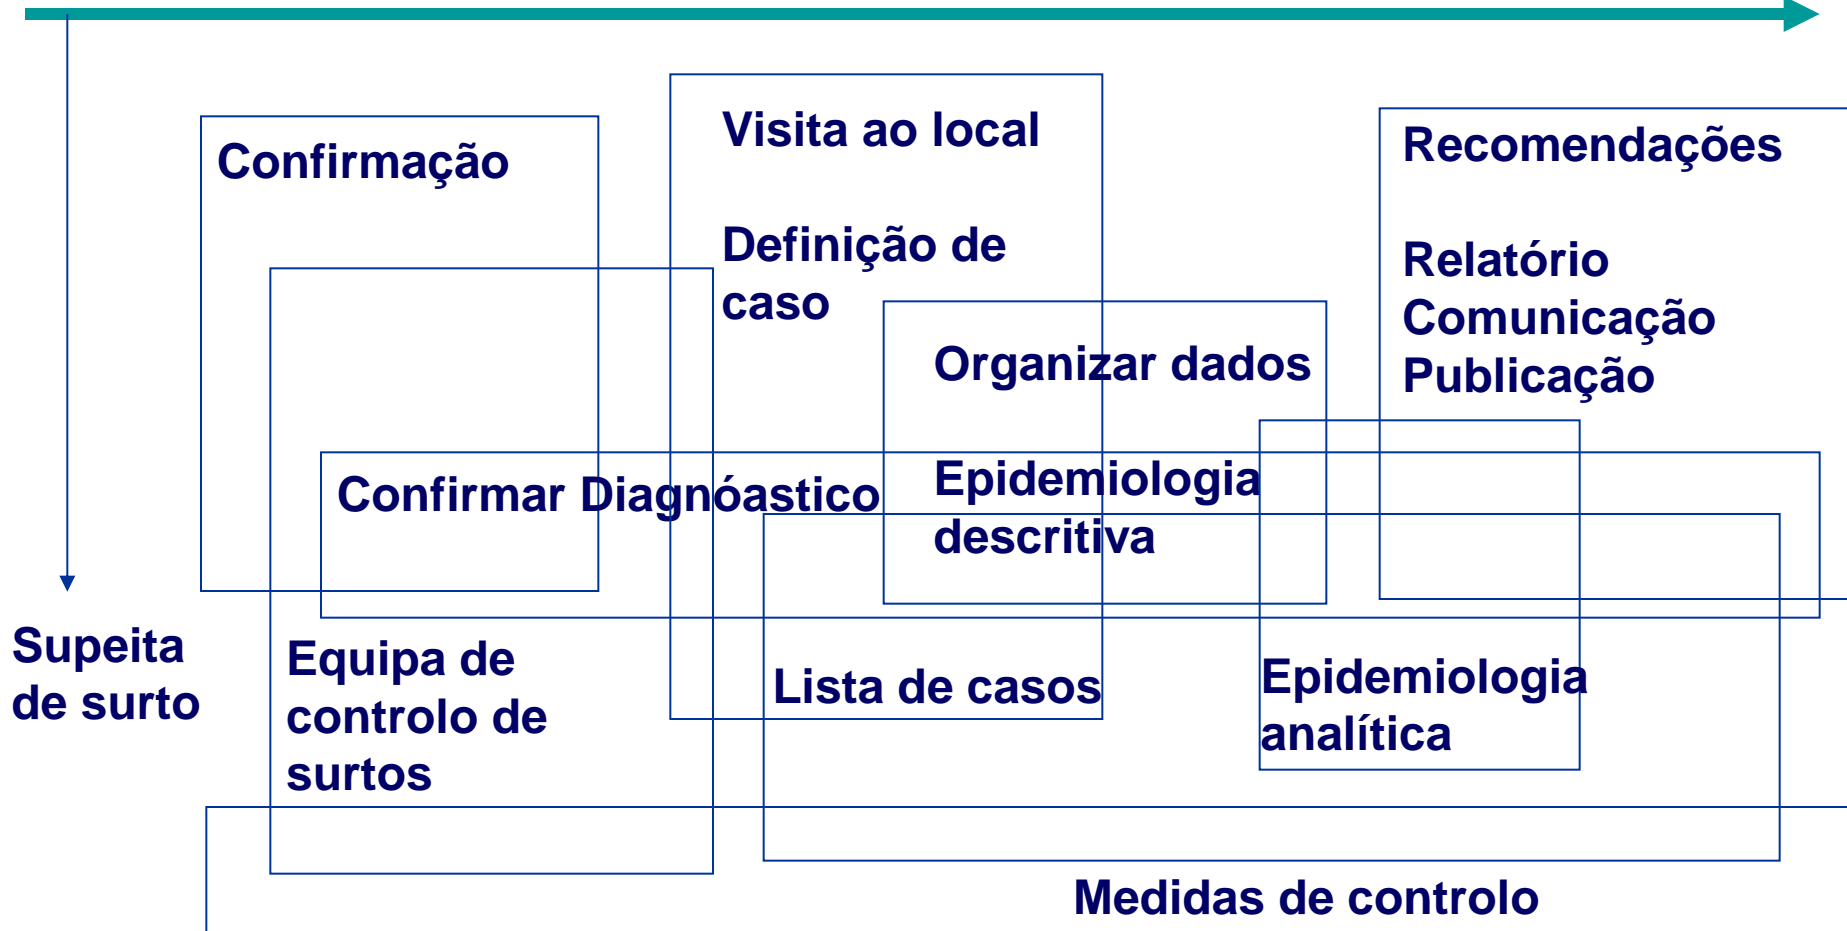 Confirmação
Visita ao local
Definição de
caso
Recomendações
Relatório
Comunicação
Publicação
Organizar dados
Epidemiologia
descritiva
Confirmar Diagnóastico
Supeita
de surto
Equipa de
controlo de
surtos
Lista de casos
Epidemiologia
analítica
Medidas de controlo